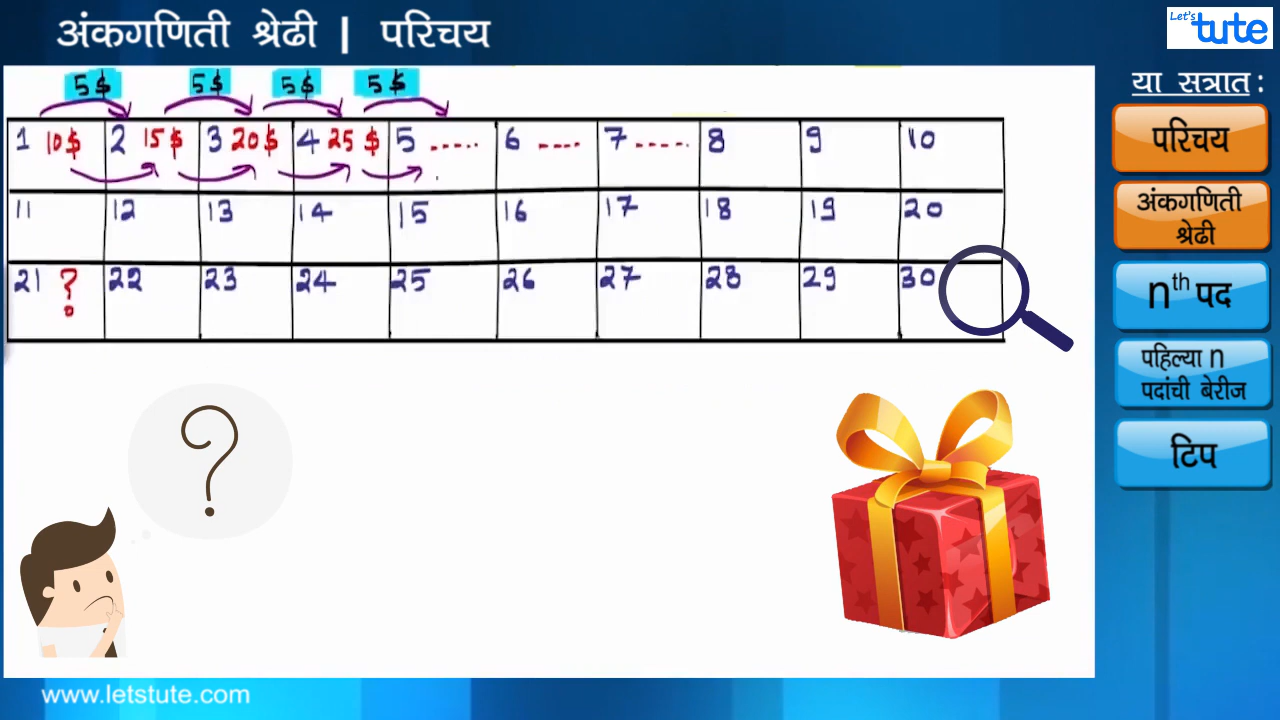 अंकगणिती श्रेढी | परिचय
Let's tute
या सत्रात :
परिचय
अंकगणिती
श्रेढी
nth पद
पहिल्या n
पदांची बेरीज
टिप
5$ 5$ 5$ 5$
1 10$ 2 15$ 3 20$ 4 25$ 5 ..... 6 .... 7 ..... 8 9 10
11 12 13 14 15 16 17 18 19 20
21 ? 22 23 24 25 26 27 28 29 30
?
www.letstute.com